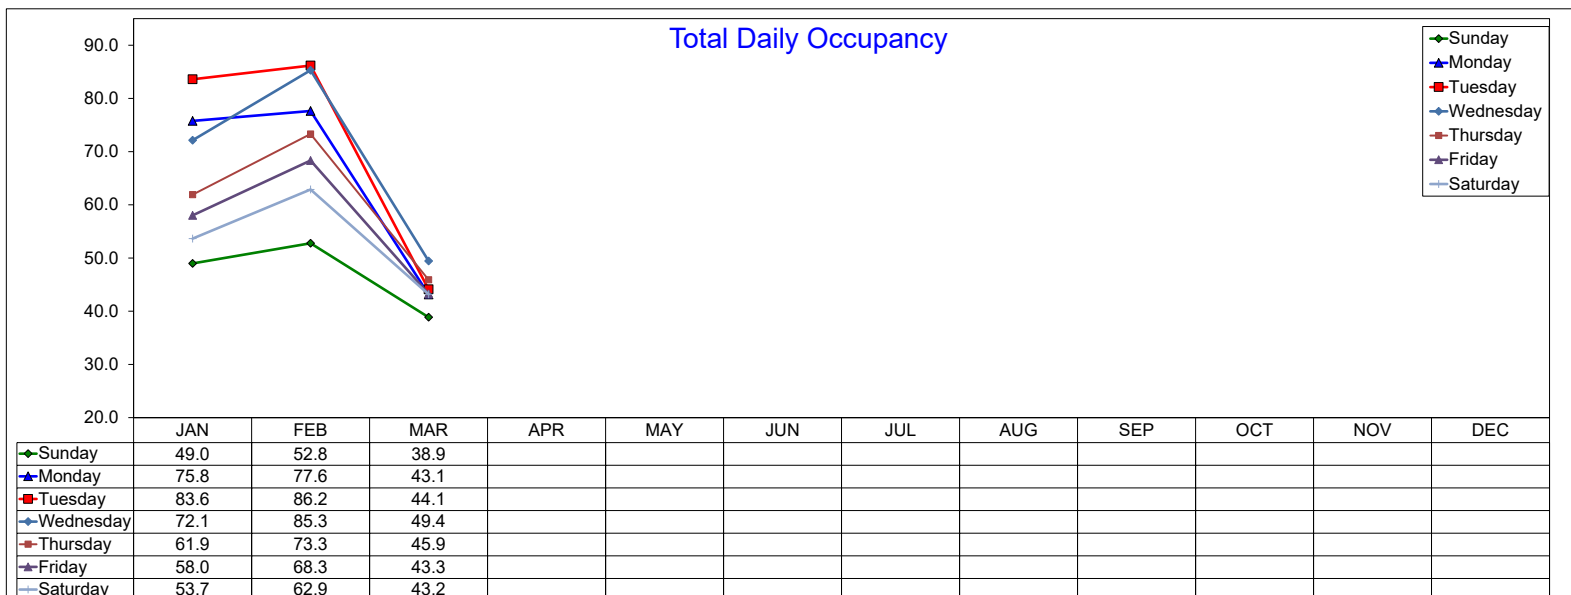 Total Daily Occupancy
90.0
80.0
70.0
60.0
50.0
40.0
30.0
20.0
Sunday
Monday
Tuesday
Wednesday
Thursday
Friday
Saturday
JAN FEB MAR APR MAY JUN JUL AUG SEP OCT NOV DEC
Sunday 49.0 52.8 38.9
Monday 75.8 77.6 43.1
Tuesday 83.6 86.2 44.1
Wednesday 72.1 85.3 49.4
Thursday 61.9 73.3 45.9
Friday 58.0 68.3 43.3
Saturday 53.7 62.9 43.2